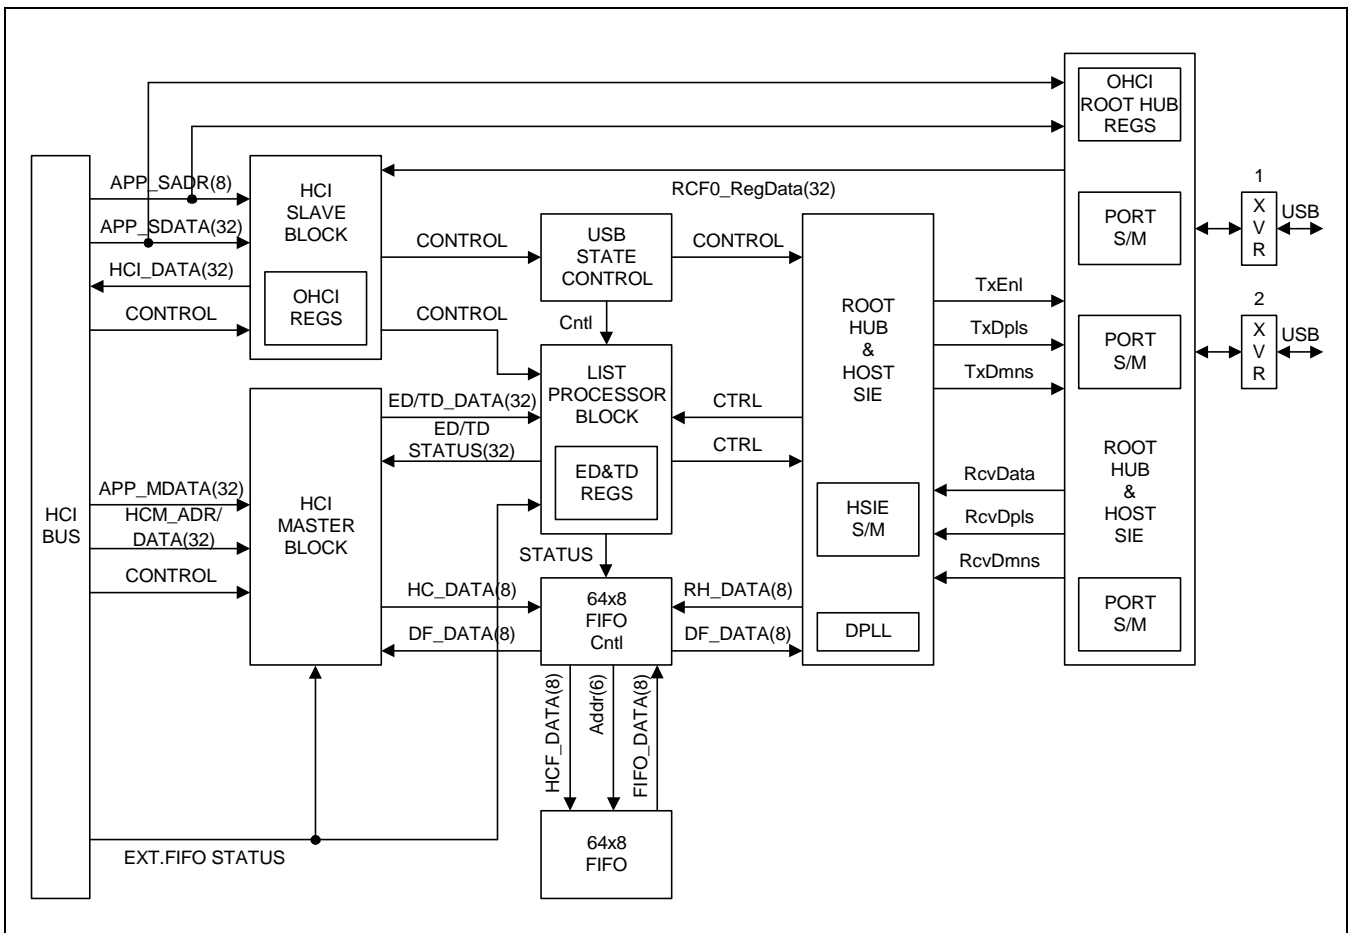 HCI
BUS
APP_SADR(8)
APP_SDATA(32)
HCI_DATA(32)
CONTROL
APP_MDATA(32)
HCM_ADR/
DATA(32)
CONTROL
EXT.FIFO STATUS
HCI
SLAVE
BLOCK
OHCI
REGS
HCI
MASTER
BLOCK
CONTROL
CONTROL
ED/TD_DATA(32)
ED/TD
STATUS(32)
HC_DATA(8)
DF_DATA(8)
USB
STATE
CONTROL
Cntl
LIST
PROCESSOR
BLOCK
ED&TD
REGS
STATUS
64x8
FIFO
Cntl
HCF_DATA(8)
Addr(6)
FIFO_DATA(8)
64x8
FIFO
RCF0_RegData(32)
CONTROL
CTRL
CTRL
RH_DATA(8)
DF_DATA(8)
ROOT
HUB
&
HOST
SIE
HSIE
S/M
DPLL
TxEnl
TxDpls
TxDmns
RcvData
RcvDpls
RcvDmns
OHCI
ROOT HUB
REGS
PORT
S/M
PORT
S/M
ROOT
HUB
&
HOST
SIE
PORT
S/M
1
X
V
R
USB
2
X
V
R
USB